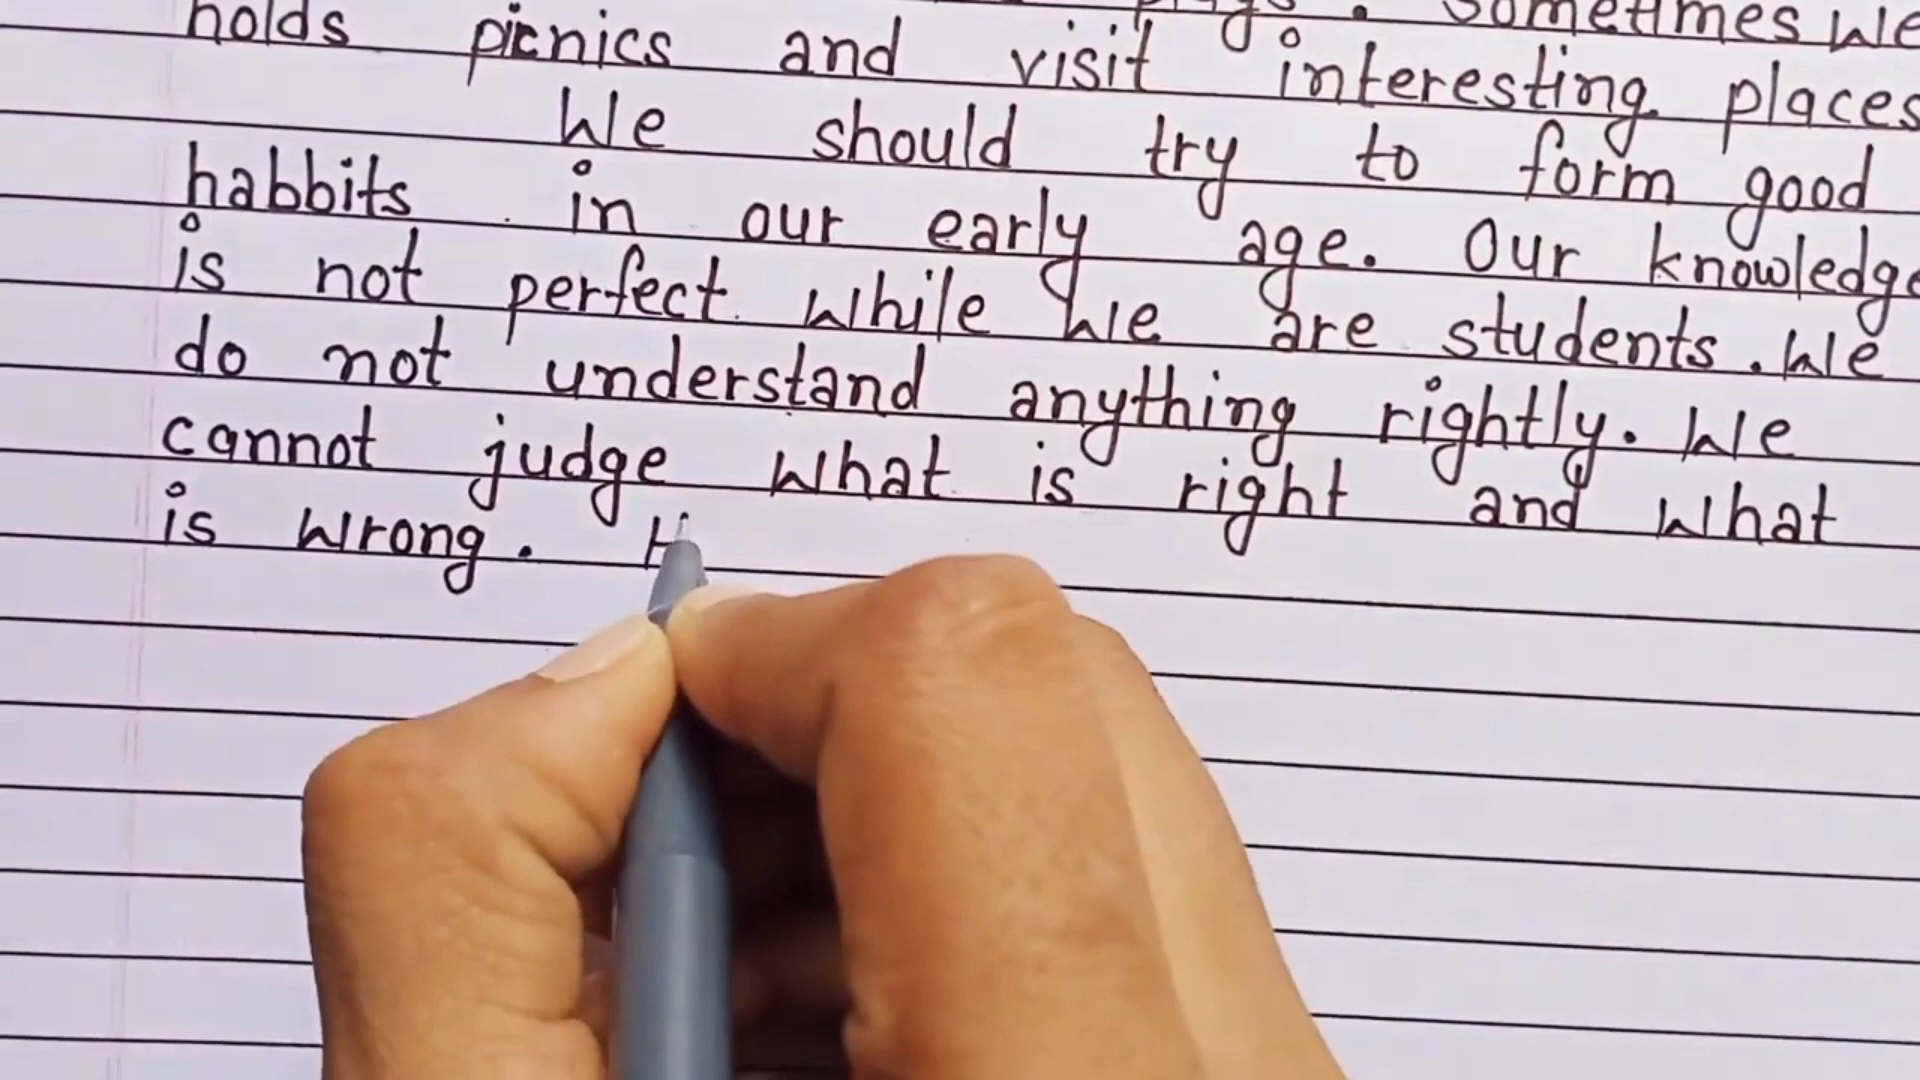 Sometimes We
holds picnics and visit interesting places
We should try to form good
habbits in our early age. Our knowledge
is not perfect while we are students. We
do not understand anything rightly. We
cannot judge what is right and what
is wrong. H